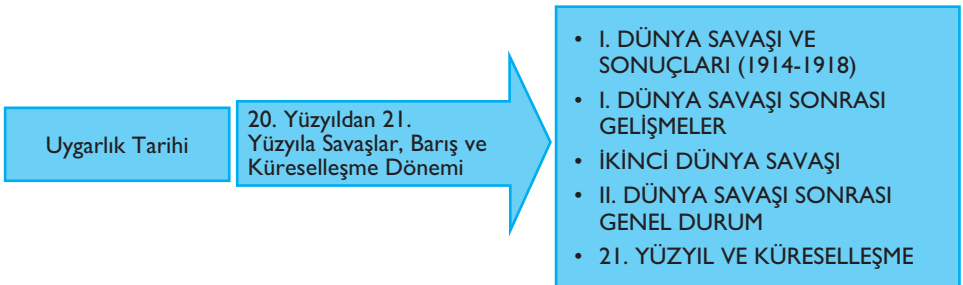 Uygarlık Tarihi
20. Yüzyıldan 21.
Yüzyıla Savaşlar, Barış ve
Küreselleşme Dönemi
• I. DÜNYA SAVAŞI VE
SONUÇLARI (1914-1918)
• I. DÜNYA SAVAŞI SONRASI
GELİŞMELER
• İKİNCİ DÜNYA SAVAŞI
• II. DÜNYA SAVAŞI SONRASI
GENEL DURUM
• 21. YÜZYIL VE KÜRESELLEŞME